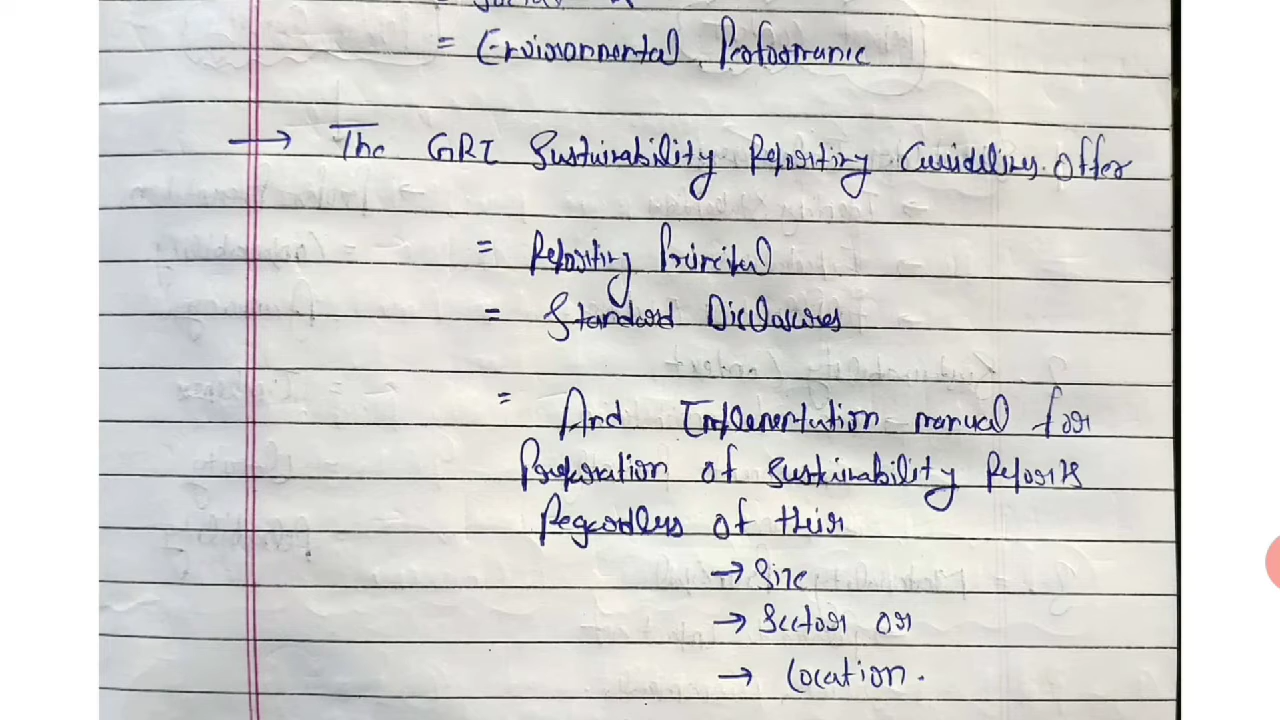 = Environmental Performance
→ The GRI Sustainability Reporting Guidelines offer
= Reporting Principal
= Standard Disclosures
= And Implementation manual for
Preparation of sustainability Reports
Regardless of their
→ Size
→ Sector or
→ Location.